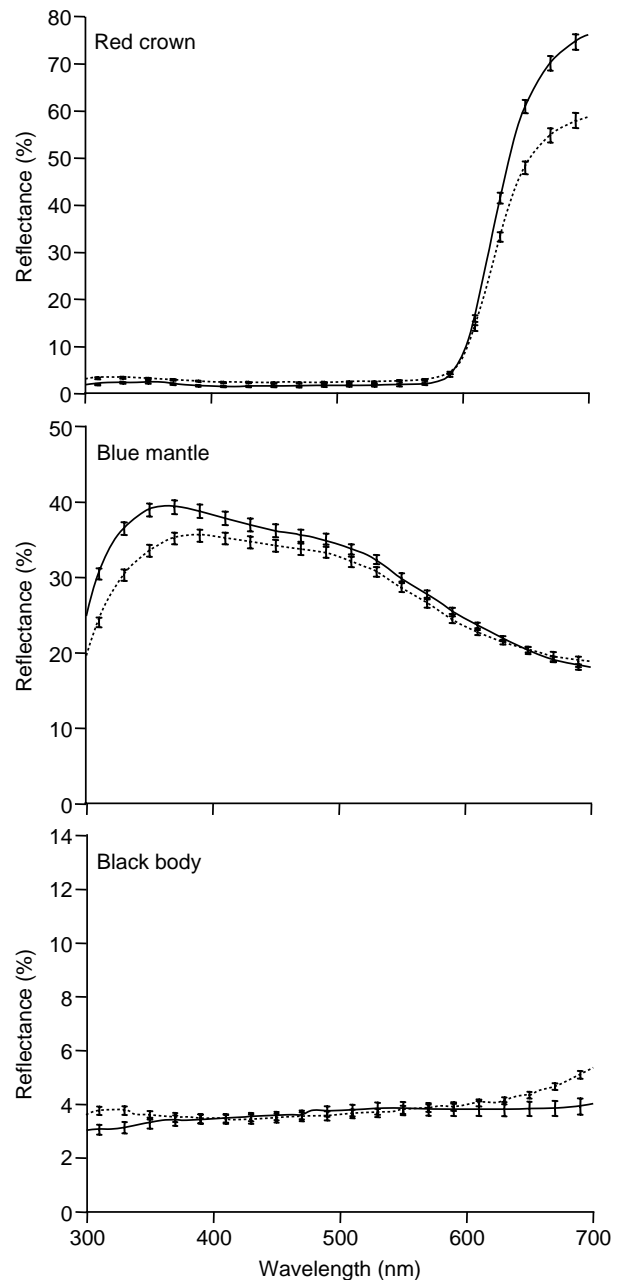 80
Red crown
70
60
50
40
30
20
10
0
Reflectance (%)
50
Blue mantle
40
30
20
10
0
Reflectance (%)
14
Black body
12
10
8
6
4
2
0
Reflectance (%)
300 400 500 600 700
Wavelength (nm)